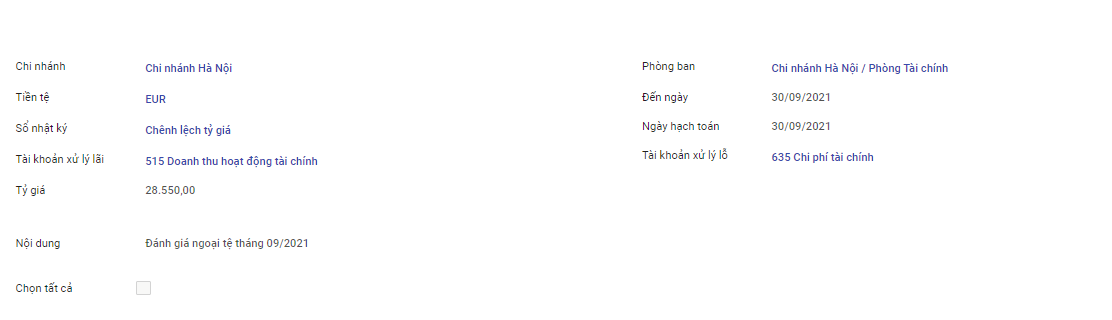 Chi nhánh Chi nhánh Hà Nội Phòng ban Chi nhánh Hà Nội / Phòng Tài chính
Tiền tệ EUR Đến ngày 30/09/2021
Sổ nhật ký Chênh lệch tỷ giá Ngày hạch toán 30/09/2021
Tài khoản xử lý lãi 515 Doanh thu hoạt động tài chính Tài khoản xử lý lỗ 635 Chi phí tài chính
Tỷ giá 28.550,00
Nội dung Đánh giá ngoại tệ tháng 09/2021
Chọn tất cả